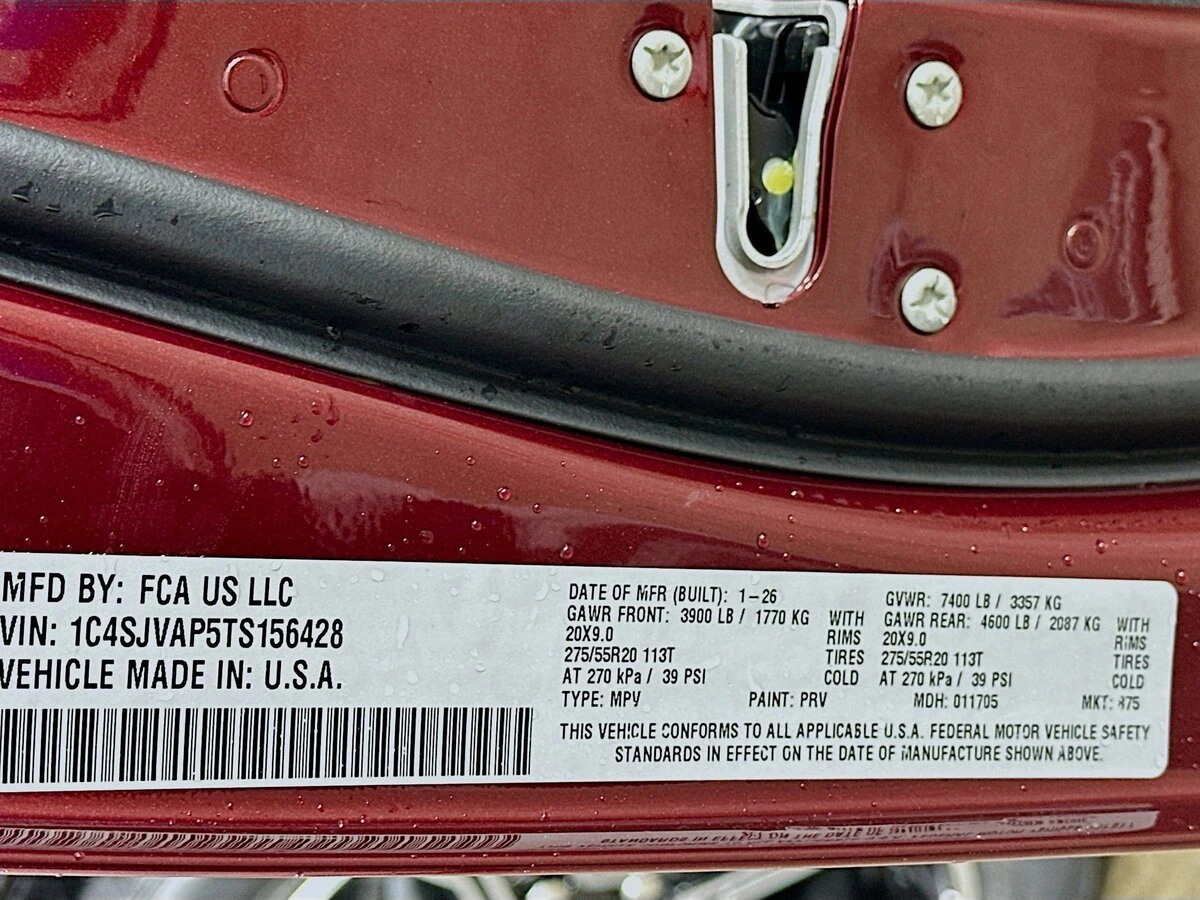 MFD BY: FCA US LLC
VIN: 1C4SJVAP5TS156428
VEHICLE MADE IN: U.S.A.
DATE OF MFR (BUILT): 1-26
GAWR FRONT: 3900 LB / 1770 KG WITH
20X9.0 RIMS
275/55R20 113T TIRES
AT 270 kPa / 39 PSI COLD
GVWR: 7400 LB / 3357 KG
GAWR REAR: 4600 LB / 2087 KG WITH
20X9.0 RIMS
275/55R20 113T TIRES
AT 270 kPa / 39 PSI COLD
TYPE: MPV PAINT: PRV MDH: 011705 MKT:
THIS VEHICLE CONFORMS TO ALL APPLICABLE U.S.A. FEDERAL MOTOR VEHICLE SAFETY
STANDARDS IN EFFECT ON THE DATE OF MANUFACTURE SHOWN ABOVE.